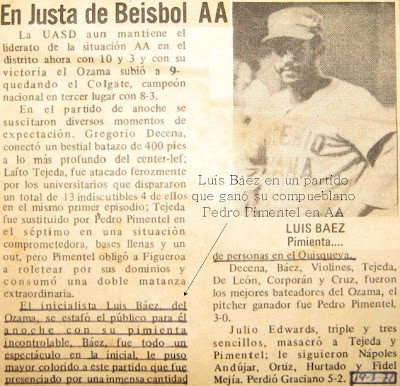 En Justa de Beisbol AA
La UASD aun mantiene el
liderato de la situación AA en el
distrito ahora con 10 y 3 y con su
victoria el Ozama subió a 9-
quedando el Colgate, campeón
nacional en tercer lugar con 8-3.
En el partido de anoche se
suscitaron diversos momentos de
expectación. Gregorio Decena,
conectó un bestial batazo de 400 pies
a lo más profundo del center-lef;
Laíto Tejeda, fue atacado ferozmente
por los universitarios que dispararon
un total de 13 indiscutibles 4 de ellos
en el mismo primer episodio; Tejeda
fue sustituido por Pedro Pimentel en
el séptimo en una situación
comprometedora, bases llenas y un
out, pero Pimentel obligó a Figueroa
a roletear por sus dominios y
consumó una doble matanza
extraordinaria.
El inicialista Luis Báez, del
Ozama, se estafó el público para él
anoche con su pimienta
incontrolable, Báez, fue todo un
espectáculo en la inicial, le puso
mayor colorido a este partido que fue
presenciado por una inmensa cantidad
Luis Báez en un partido
que ganó su compueblano
Pedro Pimentel en AA
LUIS BAEZ
Pimienta....
de personas en el Quisqueya.
Decena, Báez, Violines, Tejeda,
De León, Corporán y Cruz, fueron
los mejores bateadores del Ozama, el
pitcher ganador fue Pedro Pimentel,
3-0.
Julio Edwards, triple y tres
sencillos, masacró a Tejeda y
Pimentel; le siguieron Nápoles
Andújar, Ortíz, Hurtado y Fidel
Mejía. Perdió Graciano 5-2.